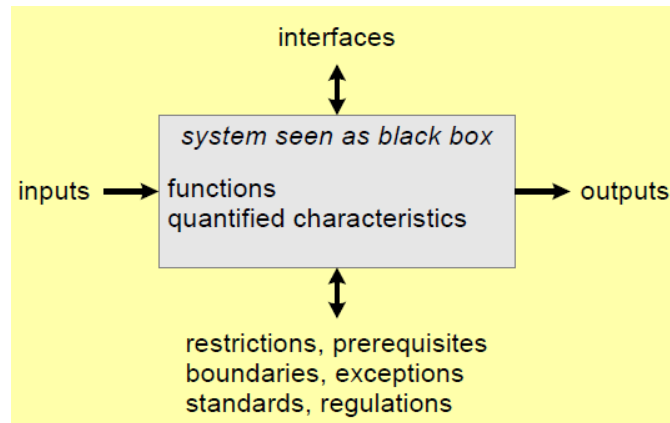 interfaces
system seen as black box
inputs
functions
quantified characteristics
outputs
restrictions, prerequisites
boundaries, exceptions
standards, regulations